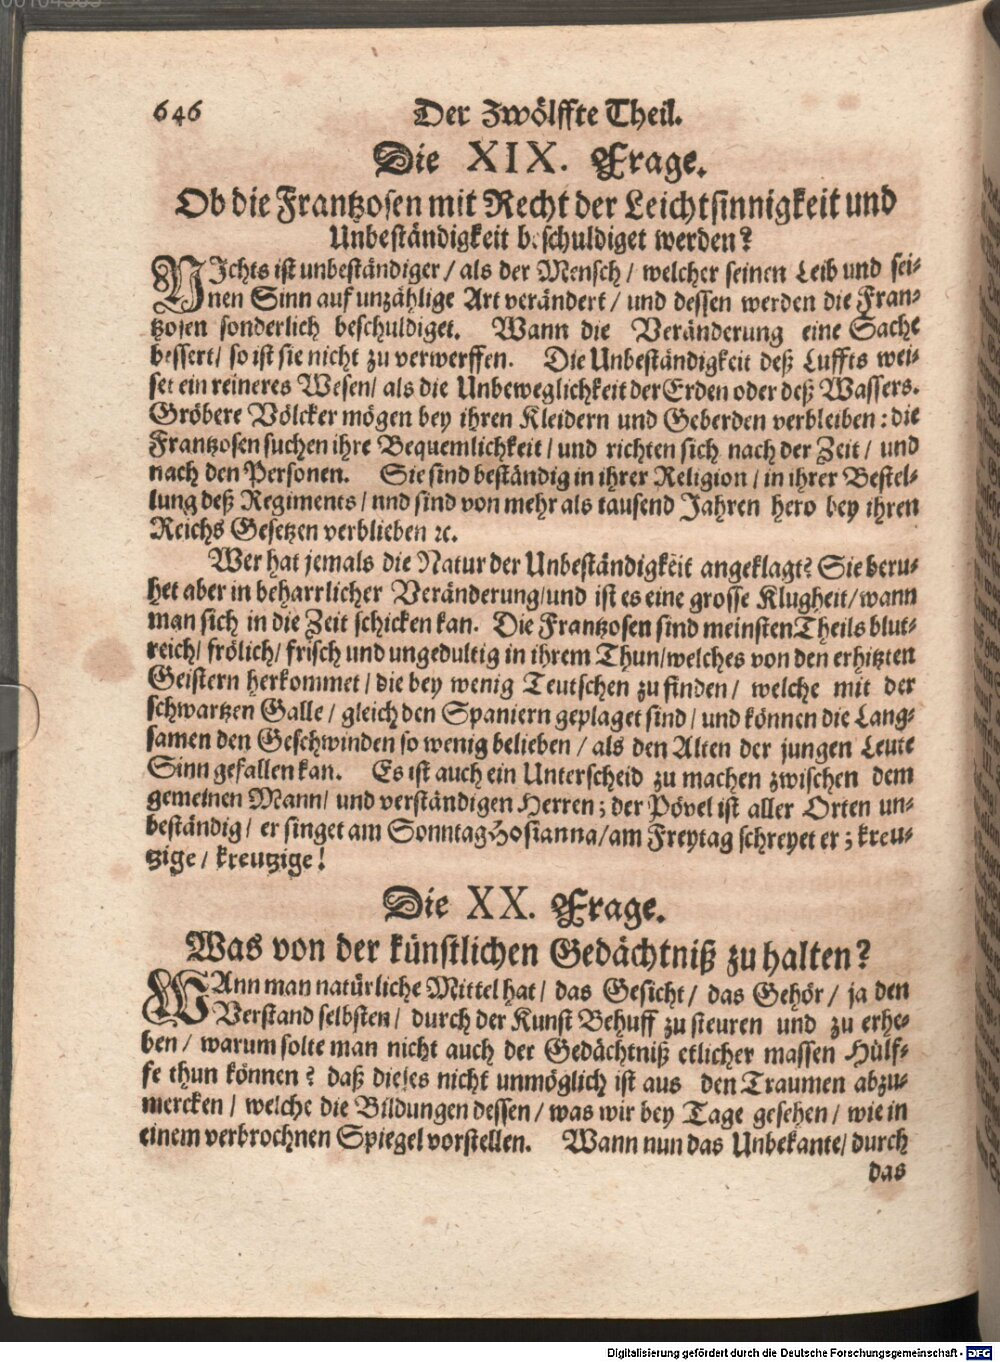 646 Der Zwölffte Theil.
Die XIX. Frage.
Ob die Frantzosen mit Recht der Leichtsinnigkeit und
Unbeständigkeit beschuldiget werden?
NIchts ist unbeständiger / als der Mensch / welcher seinen Leib und sei-
nen Sinn auf unzählige Art verändert / und dessen werden die Fran-
tzosen sonderlich beschuldiget. Wann die Veränderung eine Sache
bessert / so ist sie nicht zu verwerffen. Die Unbeständigkeit deß Luffts wei-
set ein reineres Wesen / als die Unbeweglichkeit der Erden oder deß Wassers.
Gröbere Völcker mögen bey ihren Kleidern und Geberden verbleiben: die
Frantzosen suchen ihre Bequemlichkeit / und richten sich nach der Zeit / und
nach den Personen. Sie sind beständig in ihrer Religion / in ihrer Bestel-
lung deß Regiments / und sind von mehr als tausend Jahren hero bey ihren
Reichs Gesetzen verblieben ꝛc.
Wer hat jemals die Natur der Unbeständigkeit angeklagt? Sie beru-
het aber in beharrlicher Veränderung / und ist es eine grosse Klugheit / wann
man sich in die Zeit schicken kan. Die Frantzosen sind meinsten Theils blut-
reich / frölich / frisch und ungedultig in ihrem Thun / welches von den erhitzten
Geistern herkommet / die bey wenig Teutschen zu finden / welche mit der
schwartzen Galle / gleich den Spaniern geplaget sind / und können die Lang-
samen den Geschwinden so wenig belieben / als den Alten der jungen Leute
Sinn gefallen kan. Es ist auch ein Unterscheid zu machen zwischen dem
gemeinen Mann / und verständigen Herren; der Pövel ist aller Orten un-
beständig / er singet am Sonntag Hosianna / am Freytag schreyet er; kreu-
tzige / kreutzige!
Die XX. Frage.
Was von der künstlichen Gedächtniß zu halten?
WAnn man natürliche Mittel hat / das Gesicht / das Gehör / ja den
Verstand selbsten / durch der Kunst Behuff zu steuren und zu erhe-
ben / warum solte man nicht auch der Gedächtniß etlicher massen Hülf-
fe thun können? daß dieses nicht unmöglich ist aus den Traumen abzu-
mercken / welche die Bildungen dessen / was wir bey Tage gesehen / wie in
einem verbrochnen Spiegel vorstellen. Wann nun das Unbekante / durch
das
Digitalisierung gefördert durch die Deutsche Forschungsgemeinschaft - DFG